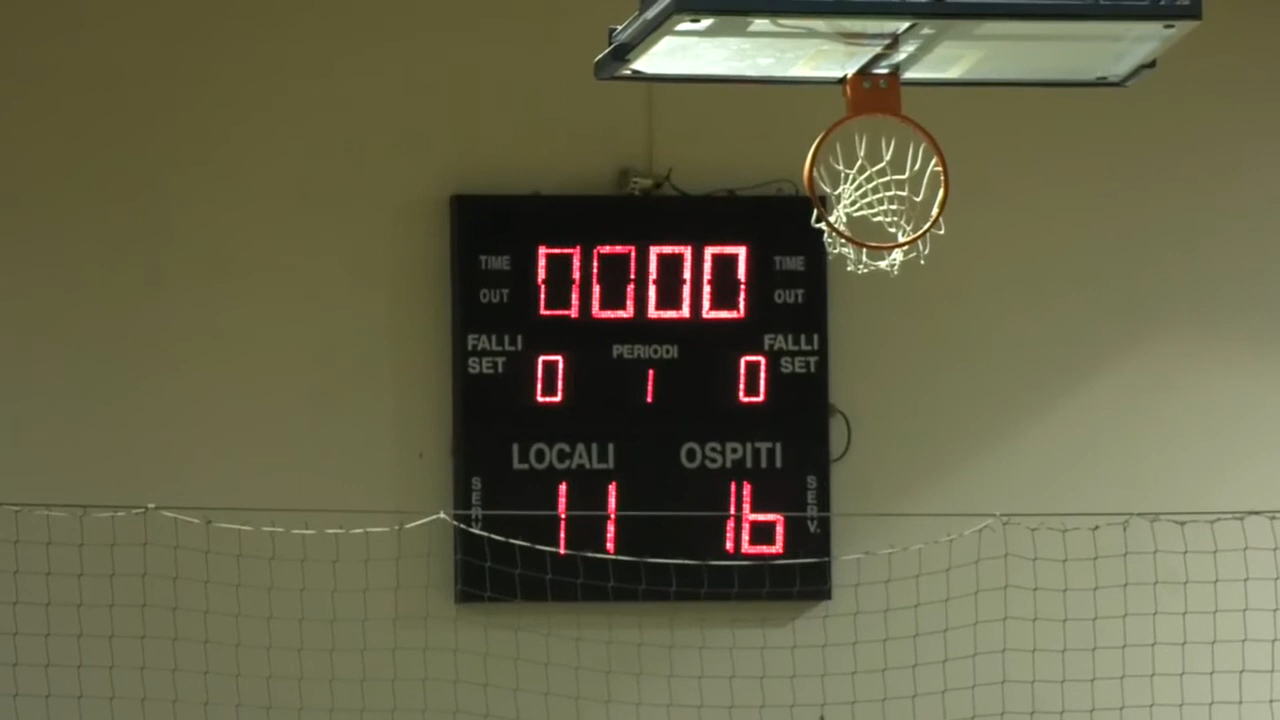 TIME 0000 TIME
OUT OUT
FALLI PERIODI FALLI
SET 0 1 0 SET
LOCALI OSPITI
SERV. 11 16 SERV.